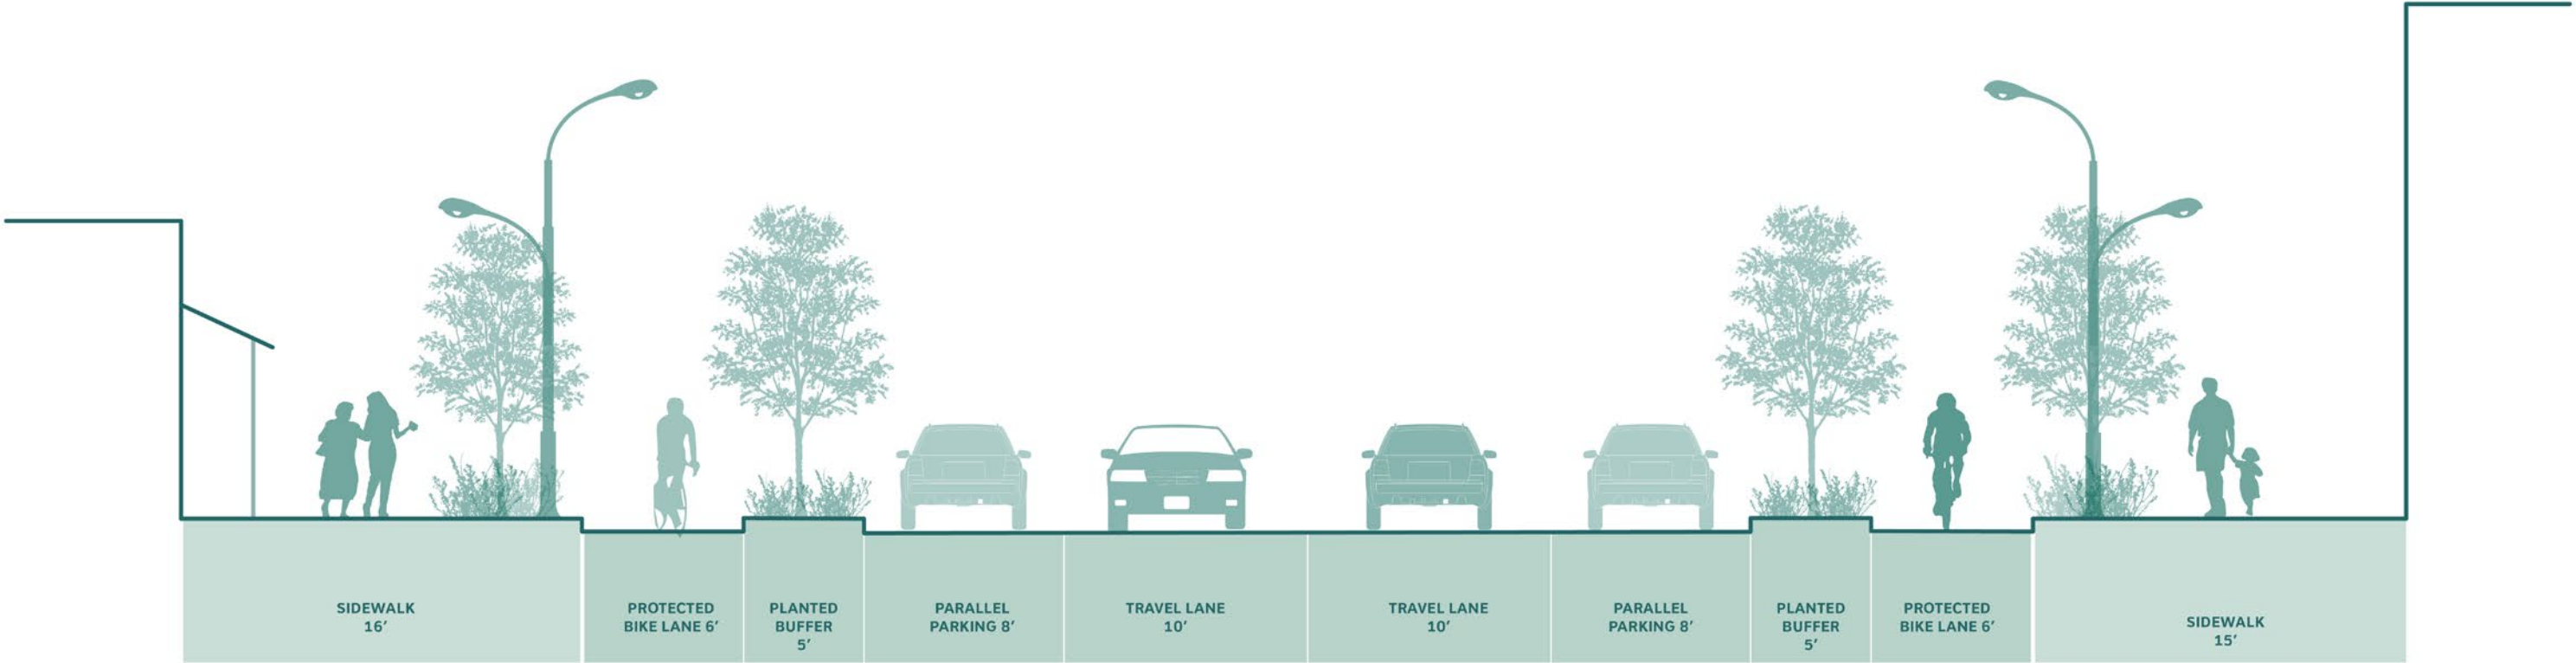 SIDEWALK
16′
PROTECTED
BIKE LANE 6′
PLANTED
BUFFER
5′
PARALLEL
PARKING 8′
TRAVEL LANE
10′
TRAVEL LANE
10′
PARALLEL
PARKING 8′
PLANTED
BUFFER
5′
PROTECTED
BIKE LANE 6′
SIDEWALK
15′